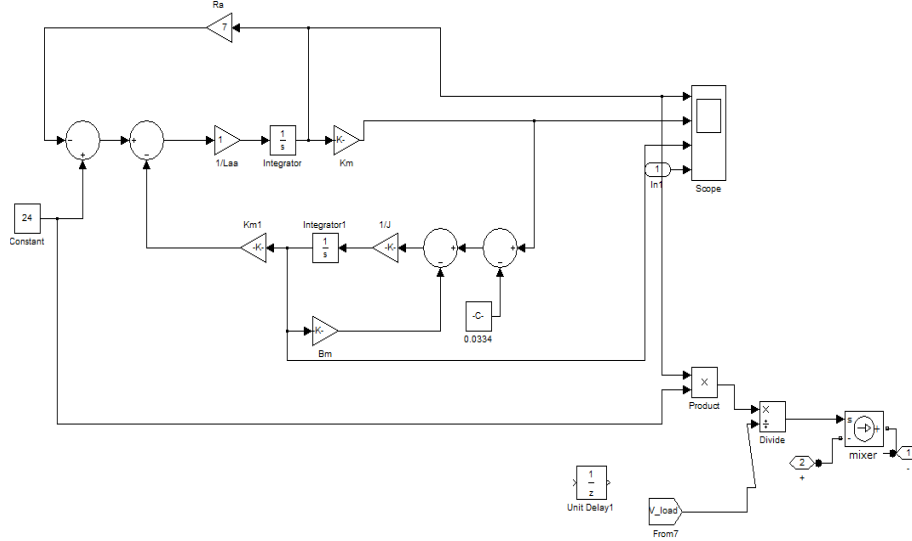 Ra
7
-
+
+
-
1
1/Laa
1
s
Integrator
K-
Km
1
In1
Scope
24
Constant
Km1
-K-
Integrator1
1
s
1/J
-K-
+
-
+
-
-C-
0.0334
K-
Bm
X
Product
X
÷
Divide
s
-
+
mixer
2
+
1
-
1
z
Unit Delay1
V_load
From7